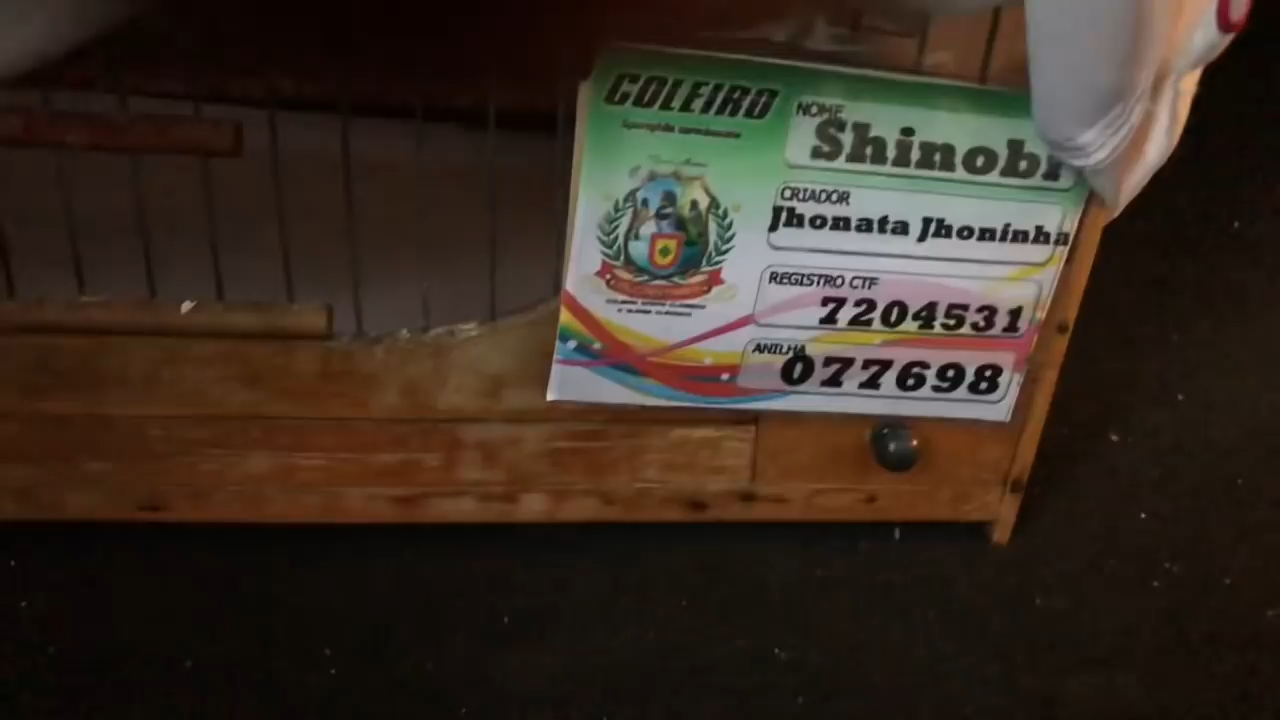 COLEIRO
NOME
Shinobi
CRIADOR
Jhonata Jhoninha
REGISTRO CTF
7204531
ANILHA
077698